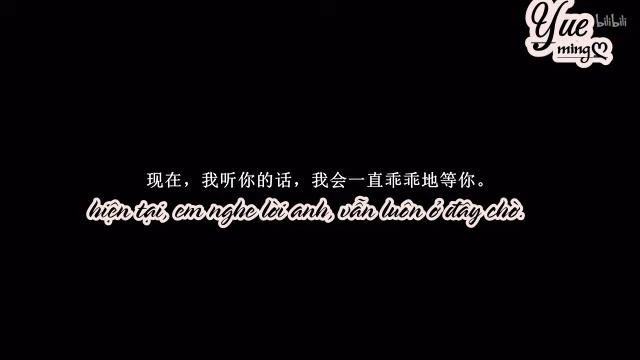 Yue
ming
bilibili
现在，我听你的话，我会一直乖乖地等你。
hiện tại, em nghe lời anh, vẫn luôn ở đây chờ.